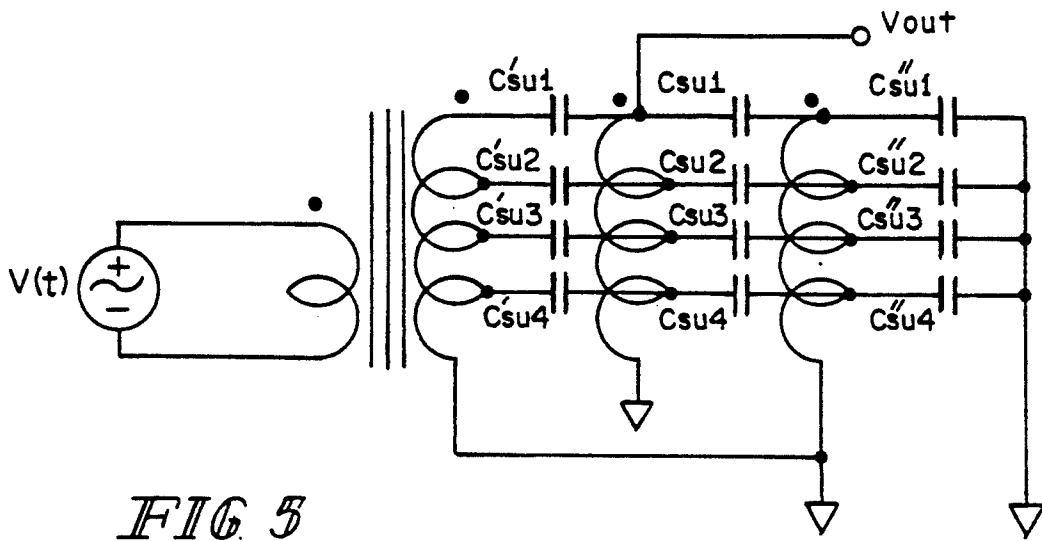 Vout
C'su1 Csu1 C"su1
C'su2 Csu2 C"su2
C'su3 Csu3 C"su3
V(t)
+
−
C'su4 Csu4 C"su4
FIG. 5